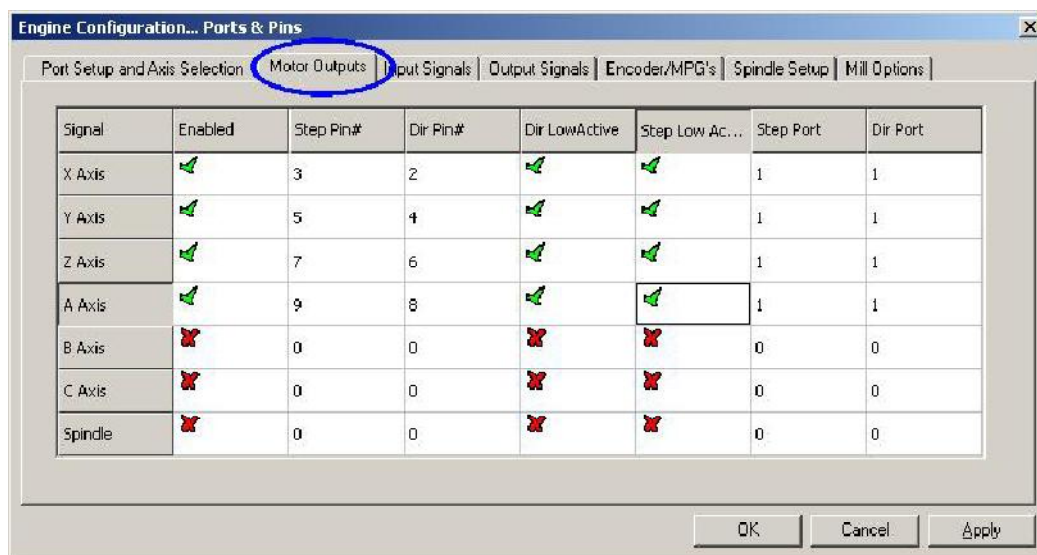 Engine Configuration... Ports & Pins
Port Setup and Axis Selection Motor Outputs Input Signals Output Signals Encoder/MPG's Spindle Setup Mill Options
Signal Enabled Step Pin# Dir Pin# Dir LowActive Step Low Ac... Step Port Dir Port
X Axis 3 2 1 1
Y Axis 5 4 1 1
Z Axis 7 6 1 1
A Axis 9 8 1 1
B Axis 0 0 0 0
C Axis 0 0 0 0
Spindle 0 0 0 0
OK Cancel Apply